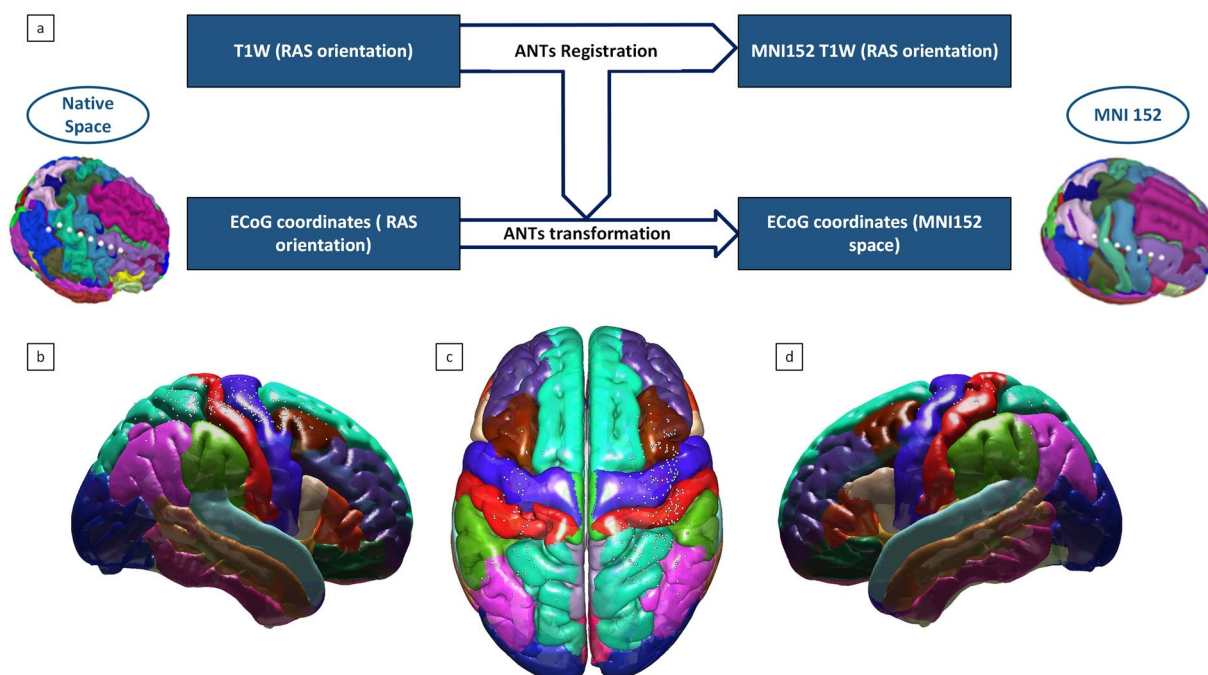 a
T1W (RAS orientation)
ANTs Registration
MNI152 T1W (RAS orientation)
Native
Space
MNI 152
ECoG coordinates ( RAS
orientation)
ANTs transformation
ECoG coordinates (MNI152
space)
b
c
d